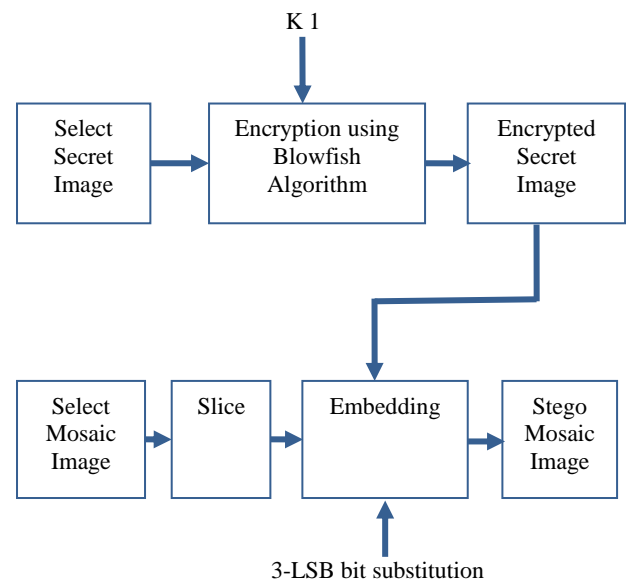 K 1
Select
Secret
Image
Encryption using
Blowfish
Algorithm
Encrypted
Secret
Image
Select
Mosaic
Image
Slice
Embedding
Stego
Mosaic
Image
3-LSB bit substitution